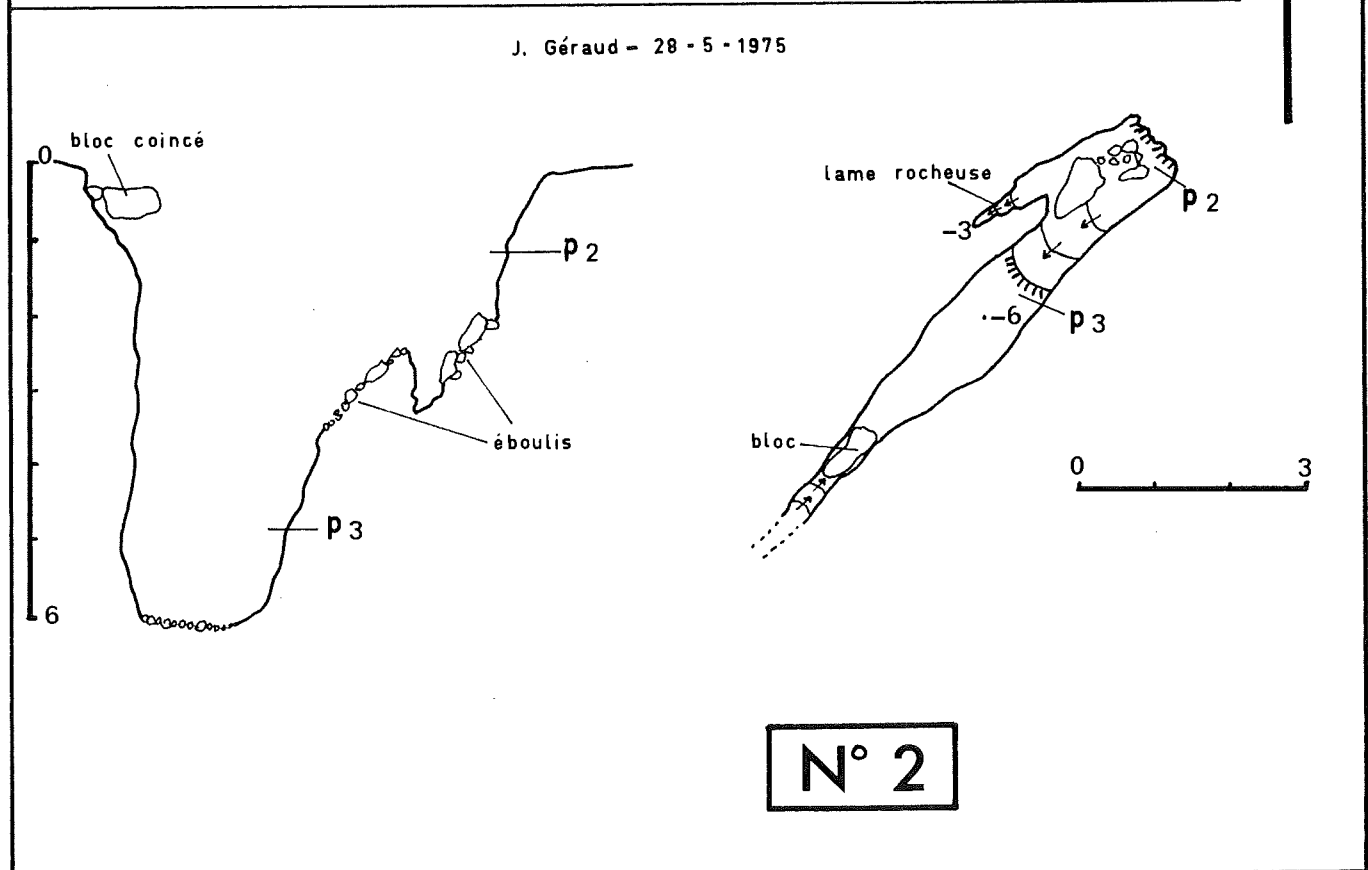 J. Géraud - 28 - 5 - 1975
bloc coincé
0
p 2
éboulis
p 3
6
lame rocheuse
p 2
-3
.-6
p 3
bloc
0
3
N° 2